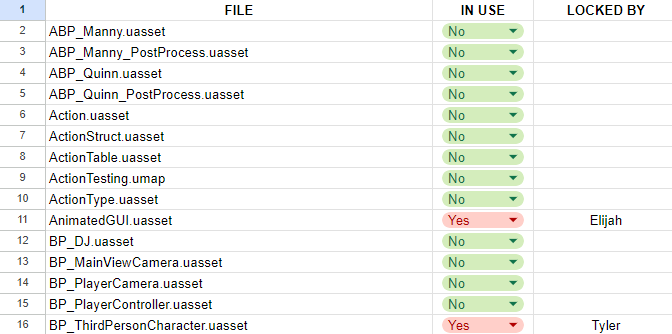 1 FILE IN USE LOCKED BY
2 ABP_Manny.uasset No
3 ABP_Manny_PostProcess.uasset No
4 ABP_Quinn.uasset No
5 ABP_Quinn_PostProcess.uasset No
6 Action.uasset No
7 ActionStruct.uasset No
8 ActionTable.uasset No
9 ActionTesting.umap No
10 ActionType.uasset No
11 AnimatedGUI.uasset Yes Elijah
12 BP_DJ.uasset No
13 BP_MainViewCamera.uasset No
14 BP_PlayerCamera.uasset No
15 BP_PlayerController.uasset No
16 BP_ThirdPersonCharacter.uasset Yes Tyler